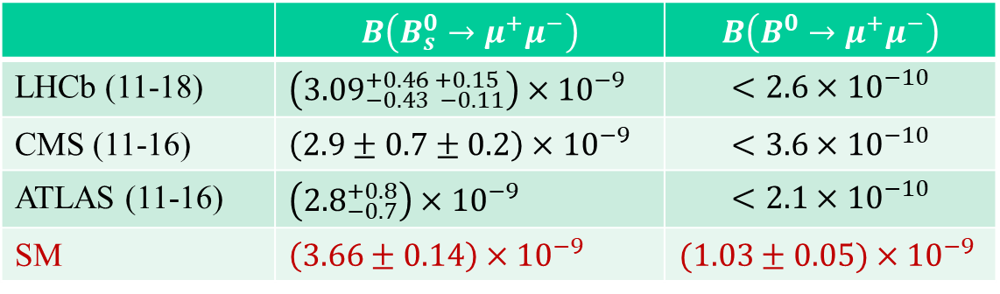 B(B⁰ₛ → μ⁺μ⁻) B(B⁰ → μ⁺μ⁻)
LHCb (11-18) (3.09 +0.46 −0.43 +0.15 −0.11) × 10⁻⁹ < 2.6 × 10⁻¹⁰
CMS (11-16) (2.9 ± 0.7 ± 0.2) × 10⁻⁹ < 3.6 × 10⁻¹⁰
ATLAS (11-16) (2.8 +0.8 −0.7) × 10⁻⁹ < 2.1 × 10⁻¹⁰
SM (3.66 ± 0.14) × 10⁻⁹ (1.03 ± 0.05) × 10⁻⁹